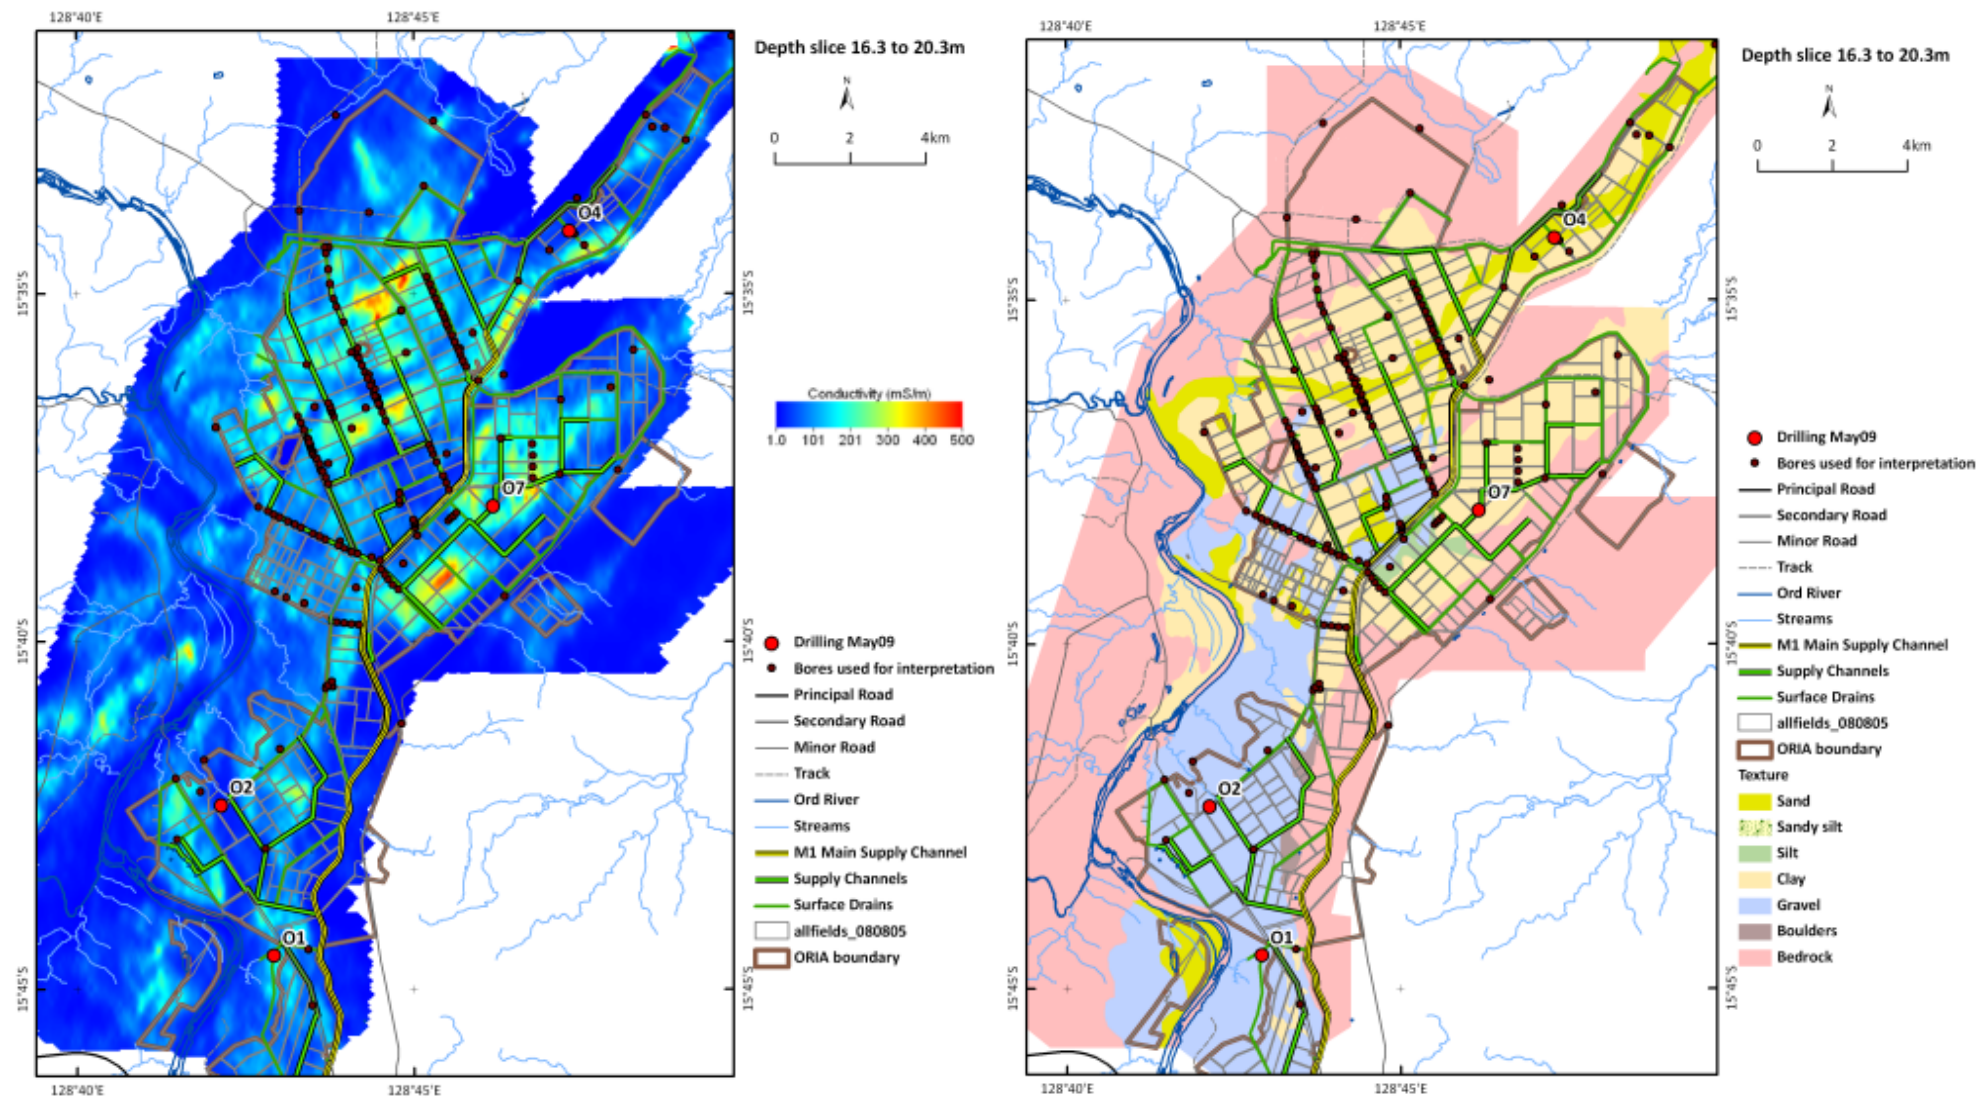 128°40'E
128°45'E
Depth slice 16.3 to 20.3m
N
0 2 4km
O4
15°35'S
15°35'S
Conductivity (mS/m)
1.0 101 201 300 400 500
O7
15°40'S
15°40'S
O2
O1
15°45'S
15°45'S
128°40'E
128°45'E
Drilling May09
Bores used for interpretation
Principal Road
Secondary Road
Minor Road
Track
Ord River
Streams
M1 Main Supply Channel
Supply Channels
Surface Drains
allfields_080805
ORIA boundary
128°40'E
128°45'E
Depth slice 16.3 to 20.3m
N
0 2 4km
O4
15°35'S
15°35'S
O7
15°40'S
15°40'S
O2
O1
15°45'S
15°45'S
128°40'E
128°45'E
Drilling May09
Bores used for interpretation
Principal Road
Secondary Road
Minor Road
Track
Ord River
Streams
M1 Main Supply Channel
Supply Channels
Surface Drains
allfields_080805
ORIA boundary
Texture
Sand
Sandy silt
Silt
Clay
Gravel
Boulders
Bedrock